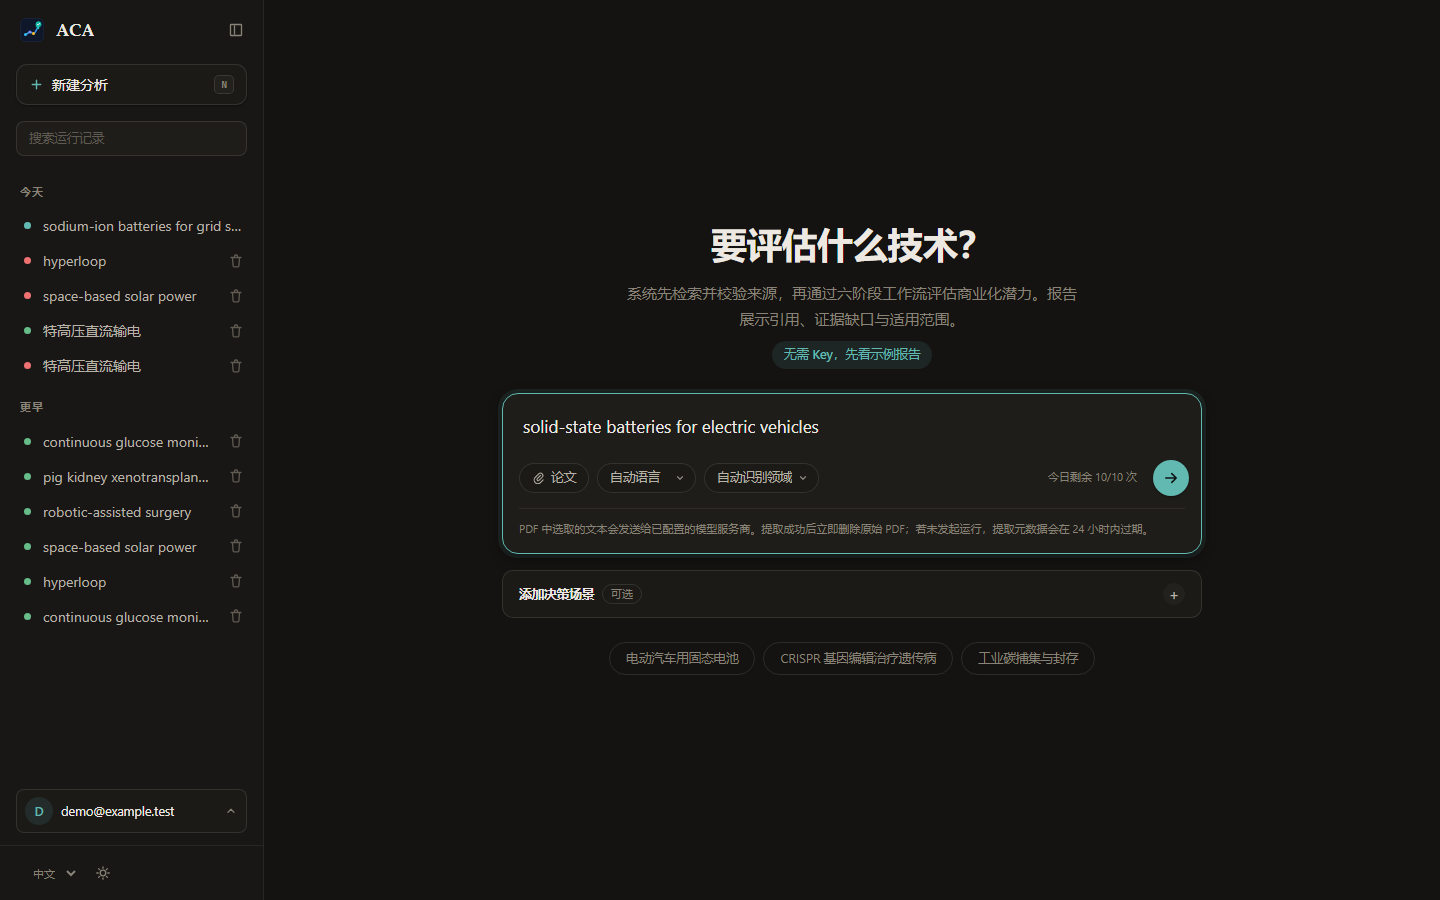 ACA
新建分析
N
搜索运行记录
今天
sodium-ion batteries for grid s...
hyperloop
space-based solar power
特高压直流输电
特高压直流输电
更早
continuous glucose moni...
pig kidney xenotransplan...
robotic-assisted surgery
space-based solar power
hyperloop
continuous glucose moni...
D
demo@example.test
中文
要评估什么技术?
系统先检索并校验来源，再通过六阶段工作流评估商业化潜力。报告
展示引用、证据缺口与适用范围。
无需 Key，先看示例报告
solid-state batteries for electric vehicles
论文
自动语言
自动识别领域
今日剩余 10/10 次
PDF 中选取的文本会发送给已配置的模型服务商。提取成功后立即删除原始 PDF；若未发起运行，提取元数据会在 24 小时内过期。
添加决策场景
可选
+
电动汽车用固态电池
CRISPR 基因编辑治疗遗传病
工业碳捕集与封存